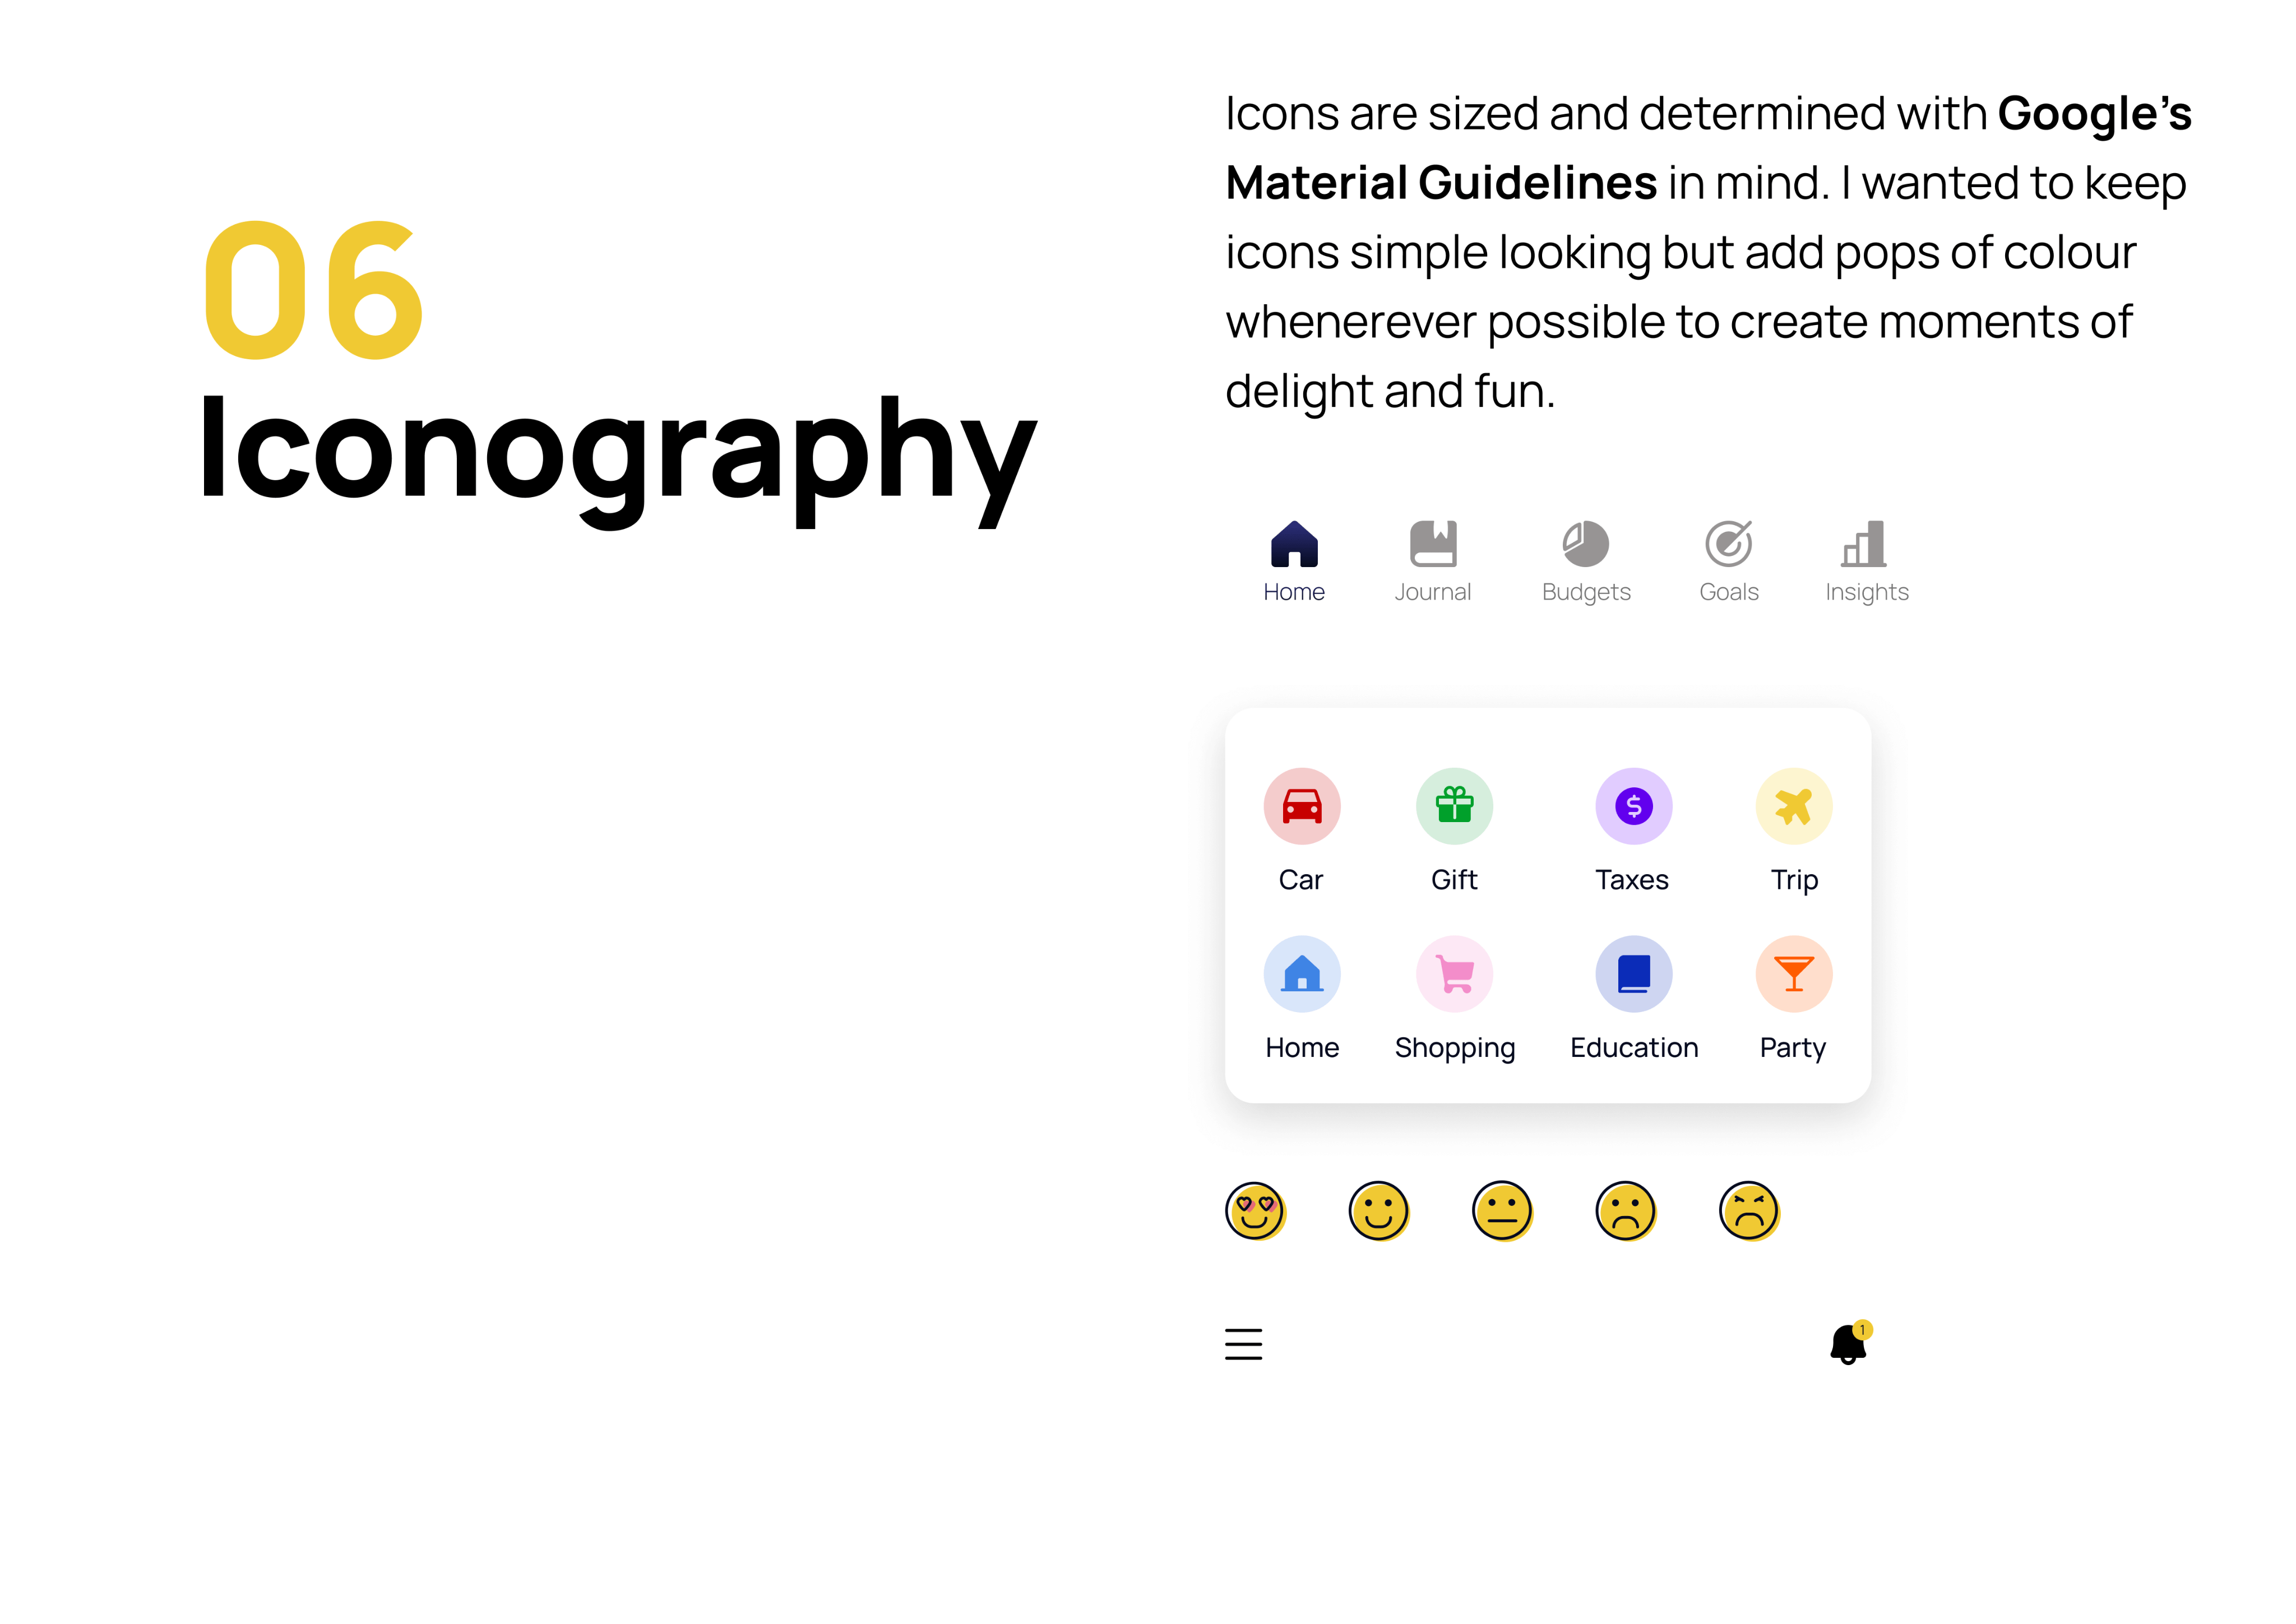 06
Iconography
Icons are sized and determined with Google’s
Material Guidelines in mind. I wanted to keep
icons simple looking but add pops of colour
whenerever possible to create moments of
delight and fun.
Home Journal Budgets Goals Insights
$
Car Gift Taxes Trip
Home Shopping Education Party
1